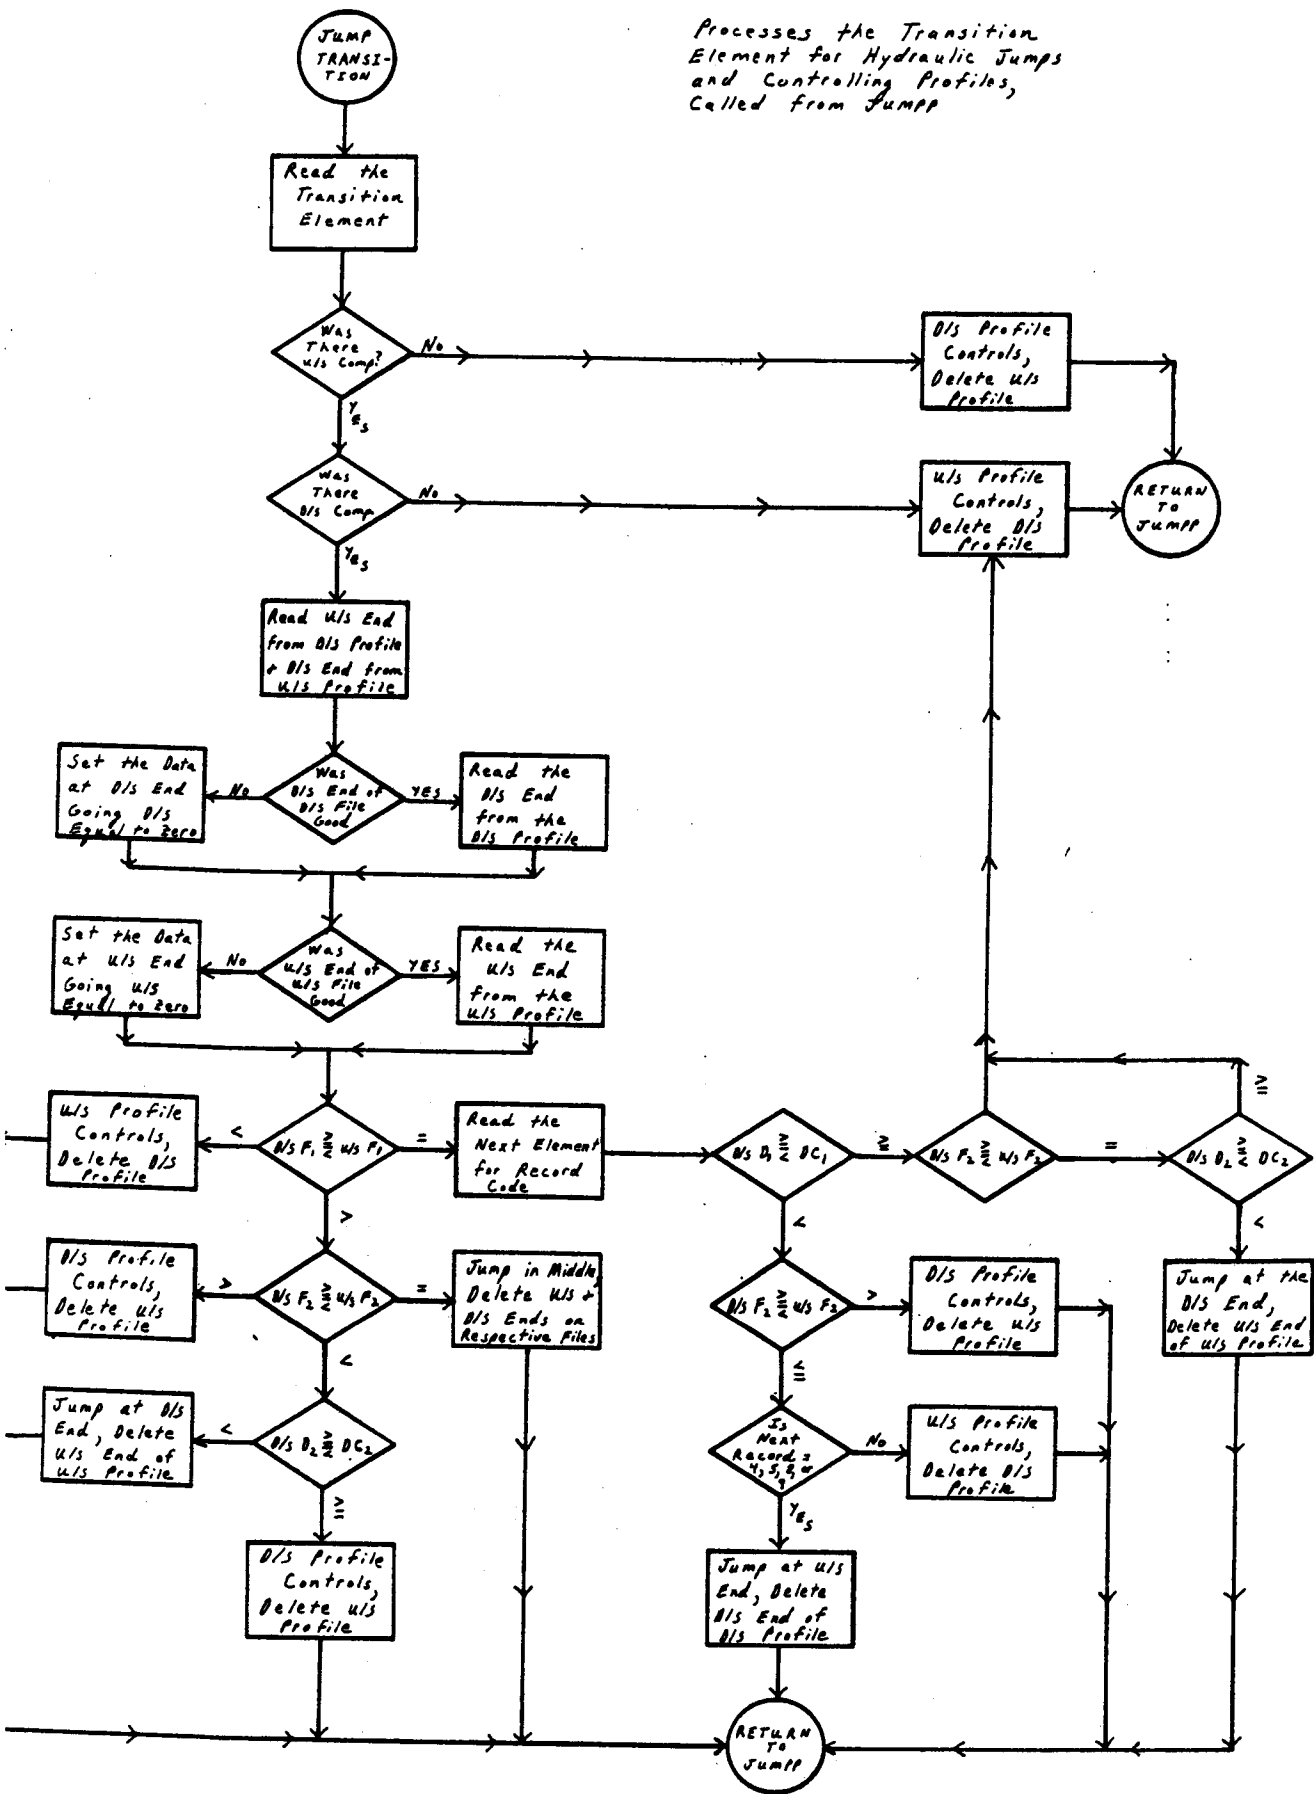 JUMP
TRANSI-
TION
Processes the Transition
Element for Hydraulic Jumps
and Controlling Profiles,
Called from Jumpp
Read the
Transition
Element
Was
There
u/s Comp?
No
D/s Profile
Controls,
Delete u/s
Profile
YES
Was
There
D/s Comp
No
u/s Profile
Controls,
Delete D/s
Profile
RETURN
TO
JUMPP
YES
Read u/s End
from D/s Profile
+ D/s End from
u/s Profile
Set the Data
at D/s End
Going D/s
Equal to Zero
No
Was
D/s End of
D/s File
Good
YES
Read the
D/s End
from the
D/s Profile
Set the Data
at u/s End
Going u/s
Equal to Zero
No
Was
u/s End of
u/s File
Good
YES
Read the
u/s End
from the
u/s Profile
≧
u/s Profile
Controls,
Delete D/s
Profile
<
D/s F₁ ⪌ u/s F₁
=
Read the
Next Element
for Record
Code
D/s D₁ ⪌ DC₁
≧
D/s F₂ ⪌ u/s F₂
=
D/s D₂ ⪌ DC₂
>
<
<
D/s Profile
Controls,
Delete u/s
Profile
>
D/s F₂ ⪌ u/s F₂
=
Jump in Middle,
Delete u/s +
D/s Ends on
Respective Files
D/s F₂ ⪌ u/s F₂
>
D/s Profile
Controls,
Delete u/s
Profile
Jump at the
D/s End,
Delete u/s End
of u/s Profile
<
≦
Jump at D/s
End, Delete
u/s End of
u/s Profile
<
D/s D₂ ⪌ DC₂
Is
Next
Record =
4, 5, 8, or
9
No
u/s Profile
Controls,
Delete D/s
Profile
≧
YES
D/s Profile
Controls,
Delete u/s
Profile
Jump at u/s
End, Delete
D/s End of
D/s Profile
RETURN
TO
JUMPP